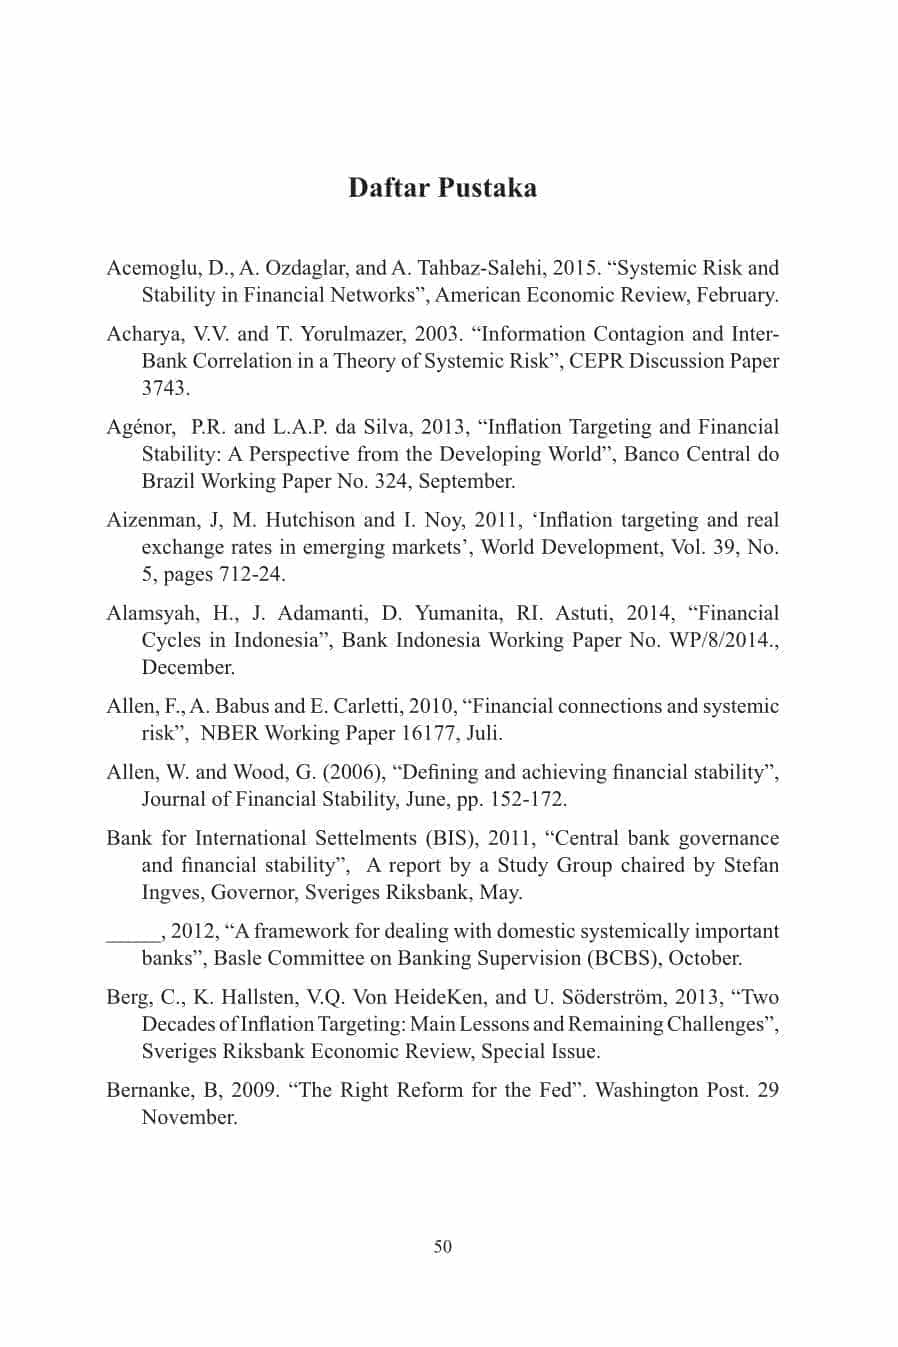 Daftar Pustaka
Acemoglu, D., A. Ozdaglar, and A. Tahbaz-Salehi, 2015. “Systemic Risk and
Stability in Financial Networks”, American Economic Review, February.
Acharya, V.V. and T. Yorulmazer, 2003. “Information Contagion and Inter-
Bank Correlation in a Theory of Systemic Risk”, CEPR Discussion Paper
3743.
Agénor,  P.R. and L.A.P. da Silva, 2013, “Inflation Targeting and Financial
Stability: A Perspective from the Developing World”, Banco Central do
Brazil Working Paper No. 324, September.
Aizenman, J, M. Hutchison and I. Noy, 2011, ‘Inflation targeting and real
exchange rates in emerging markets’, World Development, Vol. 39, No.
5, pages 712-24.
Alamsyah, H., J. Adamanti, D. Yumanita, RI. Astuti, 2014, “Financial
Cycles in Indonesia”, Bank Indonesia Working Paper No. WP/8/2014.,
December.
Allen, F., A. Babus and E. Carletti, 2010, “Financial connections and systemic
risk”,  NBER Working Paper 16177, Juli.
Allen, W. and Wood, G. (2006), “Defining and achieving financial stability”,
Journal of Financial Stability, June, pp. 152-172.
Bank for International Settelments (BIS), 2011, “Central bank governance
and financial stability”,  A report by a Study Group chaired by Stefan
Ingves, Governor, Sveriges Riksbank, May.
_____, 2012, “A framework for dealing with domestic systemically important
banks”, Basle Committee on Banking Supervision (BCBS), October.
Berg, C., K. Hallsten, V.Q. Von HeideKen, and U. Söderström, 2013, “Two
Decades of Inflation Targeting: Main Lessons and Remaining Challenges”,
Sveriges Riksbank Economic Review, Special Issue.
Bernanke, B, 2009. “The Right Reform for the Fed”. Washington Post. 29
November.
50